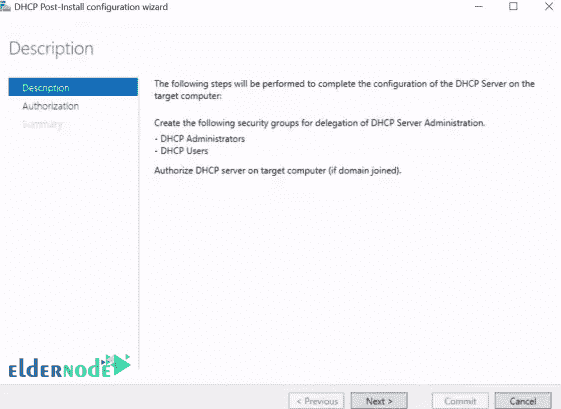 DHCP Post-Install configuration wizard
Description
Description
Authorization
Summary
The following steps will be performed to complete the configuration of the DHCP Server on the
target computer:
Create the following security groups for delegation of DHCP Server Administration.
- DHCP Administrators
- DHCP Users
Authorize DHCP server on target computer (if domain joined).
elderNode
< Previous
Next >
Commit
Cancel